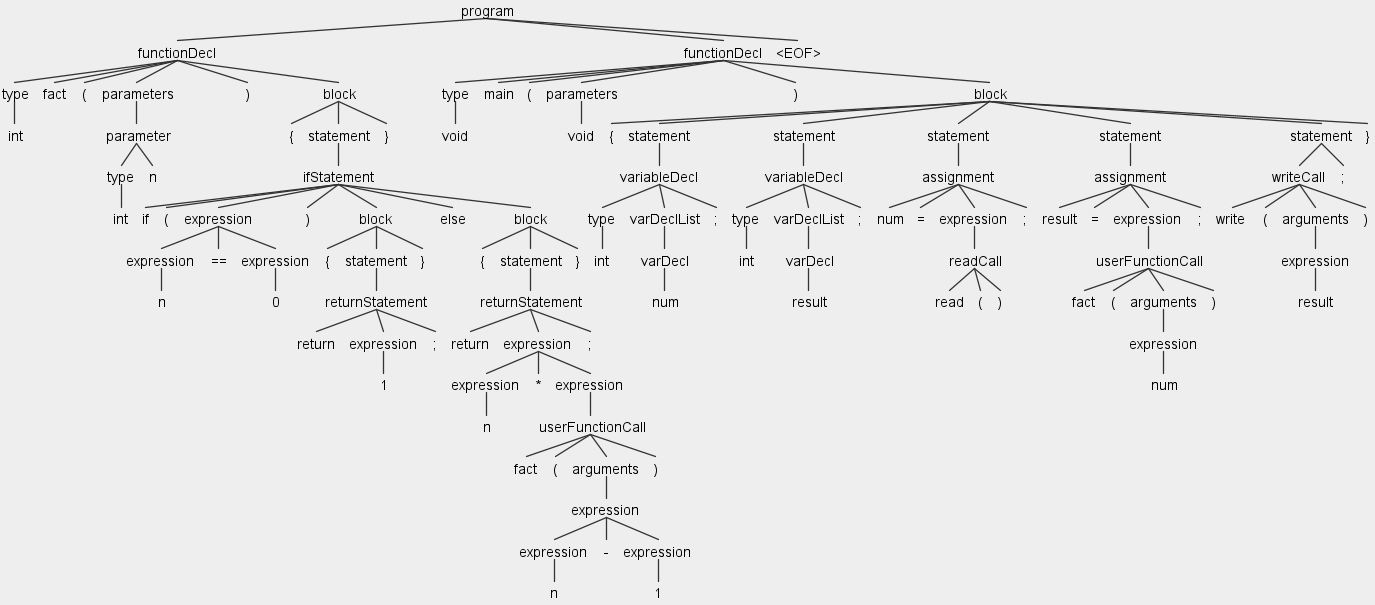 program
functionDecl functionDecl <EOF>
type fact ( parameters ) block type main ( parameters ) block
int parameter { statement } void void { statement statement statement statement statement }
type n ifStatement variableDecl variableDecl assignment assignment writeCall ;
int if ( expression ) block else block type varDeclList ; type varDeclList ; num = expression ; result = expression ; write ( arguments )
expression == expression { statement } { statement } int varDecl int varDecl readCall userFunctionCall expression
n 0 returnStatement returnStatement num result read ( ) fact ( arguments ) result
return expression ; return expression ; expression
1 expression * expression num
n userFunctionCall
fact ( arguments )
expression
expression - expression
n 1